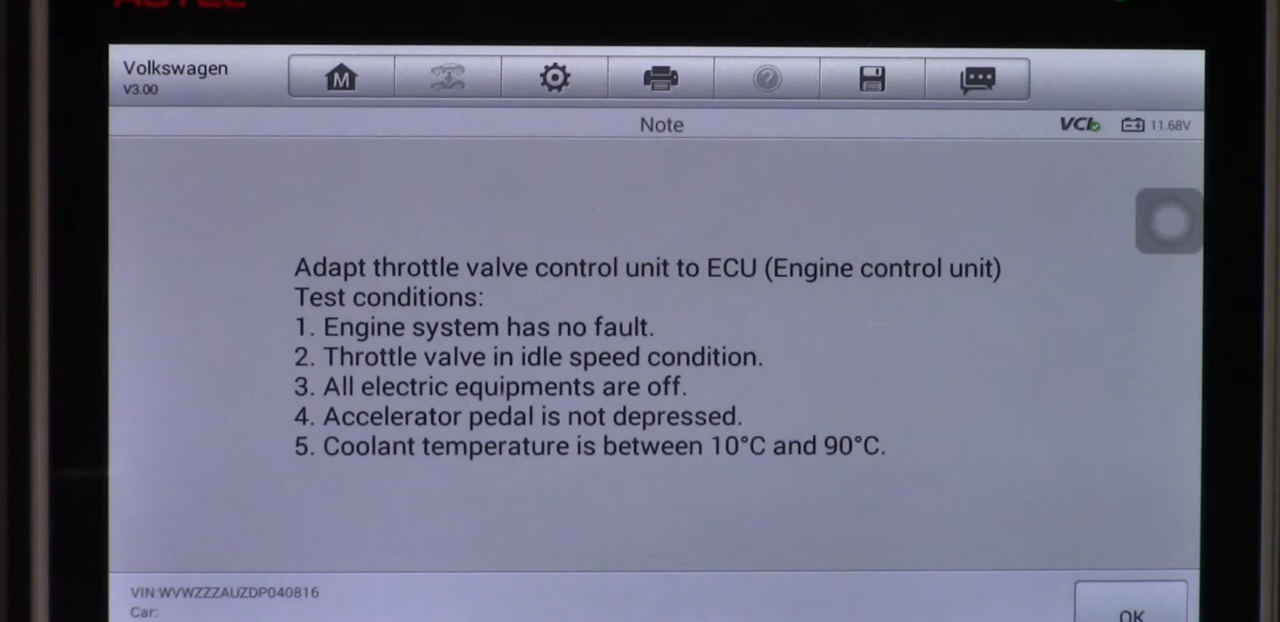 AUTEL
Volkswagen
V3.00
M
?
Note
VCI
11.68V
Adapt throttle valve control unit to ECU (Engine control unit)
Test conditions:
1. Engine system has no fault.
2. Throttle valve in idle speed condition.
3. All electric equipments are off.
4. Accelerator pedal is not depressed.
5. Coolant temperature is between 10°C and 90°C.
VIN:WVWZZZAUZDP040816
Car:
OK